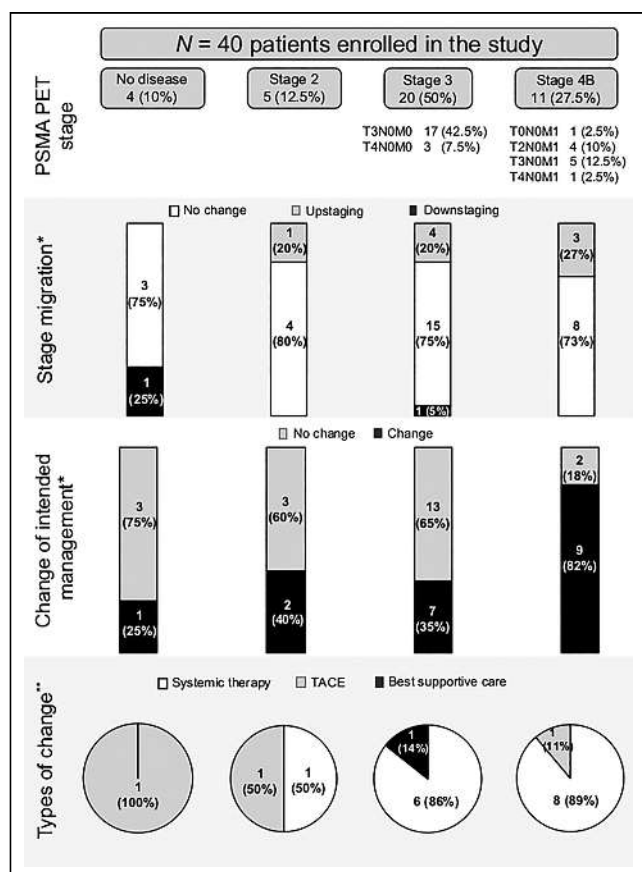 N = 40 patients enrolled in the study
PSMA PET
stage
No disease
4 (10%)
Stage 2
5 (12.5%)
Stage 3
20 (50%)
Stage 4B
11 (27.5%)
T3N0M0 17 (42.5%)
T4N0M0 3 (7.5%)
T0N0M1 1 (2.5%)
T2N0M1 4 (10%)
T3N0M1 5 (12.5%)
T4N0M1 1 (2.5%)
Stage migration*
No change Upstaging Downstaging
3
(75%)
1
(25%)
1
(20%)
4
(80%)
4
(20%)
15
(75%)
1 (5%)
3
(27%)
8
(73%)
Change of intended
management*
No change Change
3
(75%)
1
(25%)
3
(60%)
2
(40%)
13
(65%)
7
(35%)
2
(18%)
9
(82%)
Types of change**
Systemic therapy TACE Best supportive care
1
(100%)
1
(50%)
1
(50%)
1
(14%)
6 (86%)
1
(11%)
8 (89%)